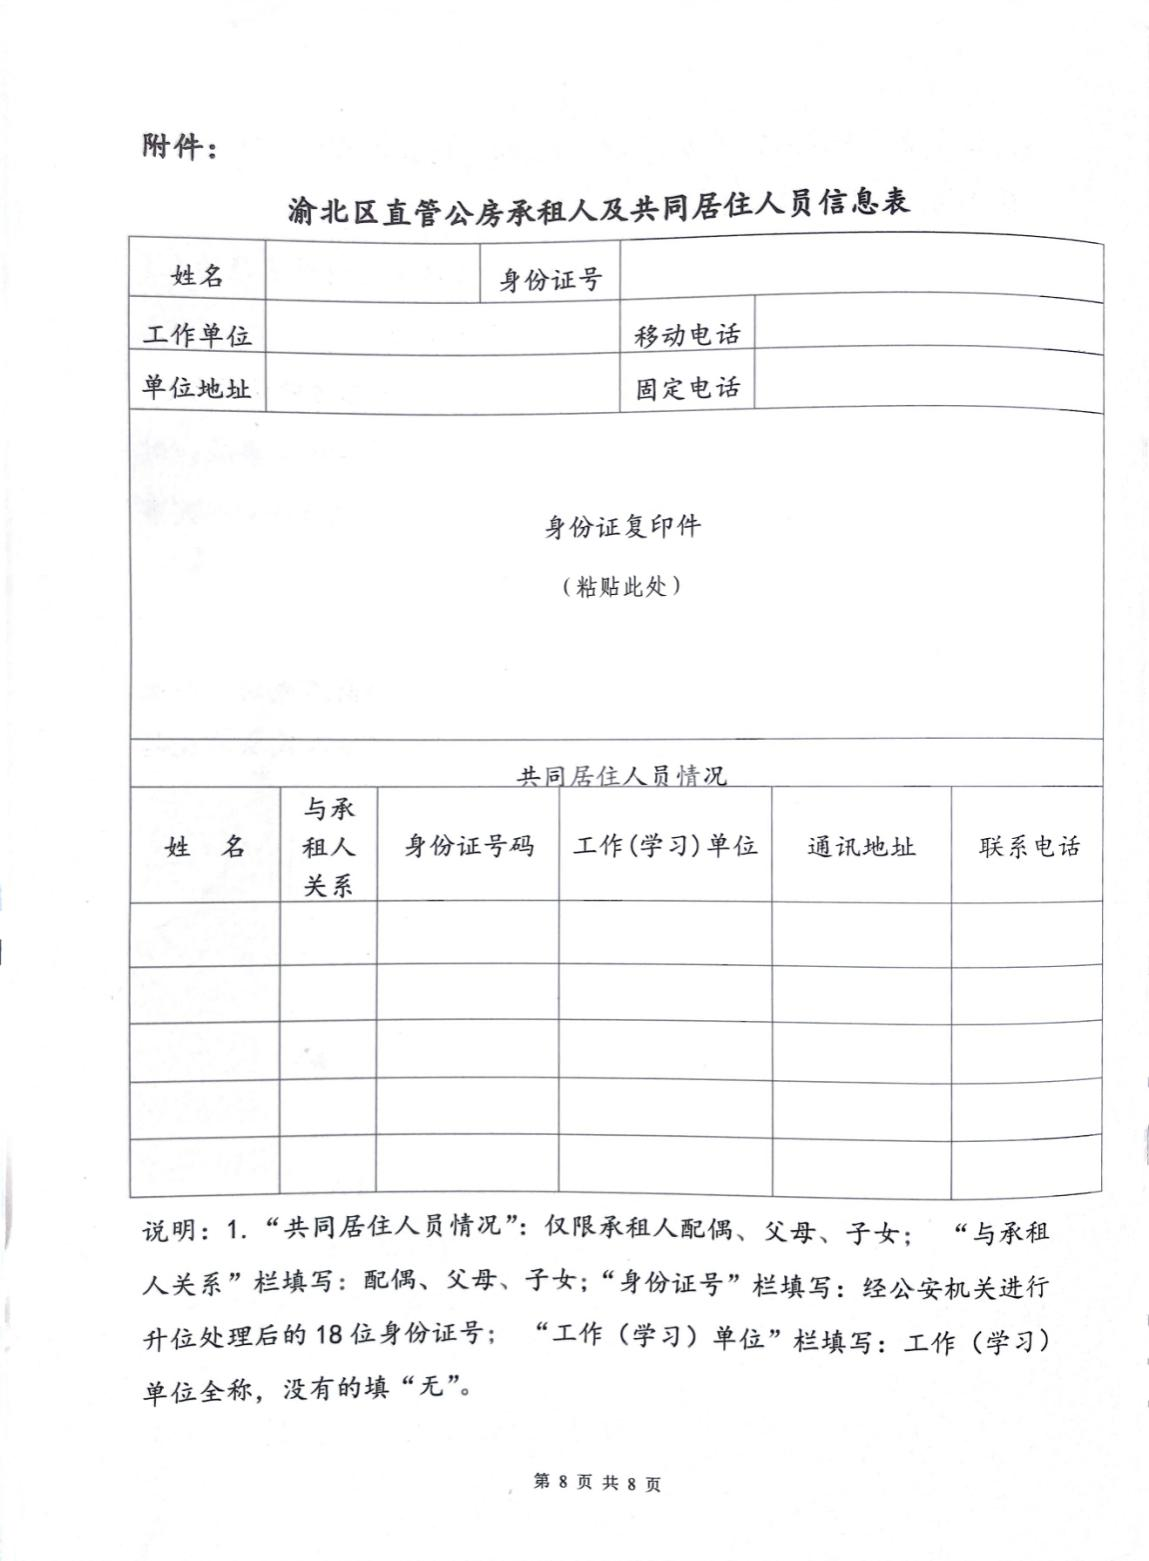 附件：
渝北区直管公房承租人及共同居住人员信息表
姓名 身份证号
工作单位 移动电话
单位地址 固定电话
身份证复印件
（粘贴此处）
共同居住人员情况
姓 名 与承租人关系 身份证号码 工作(学习)单位 通讯地址 联系电话
说明：1.“共同居住人员情况”：仅限承租人配偶、父母、子女； “与承租
人关系”栏填写：配偶、父母、子女；“身份证号”栏填写：经公安机关进行
升位处理后的18位身份证号； “工作（学习）单位”栏填写：工作（学习）
单位全称，没有的填“无”。
第 8 页 共 8 页